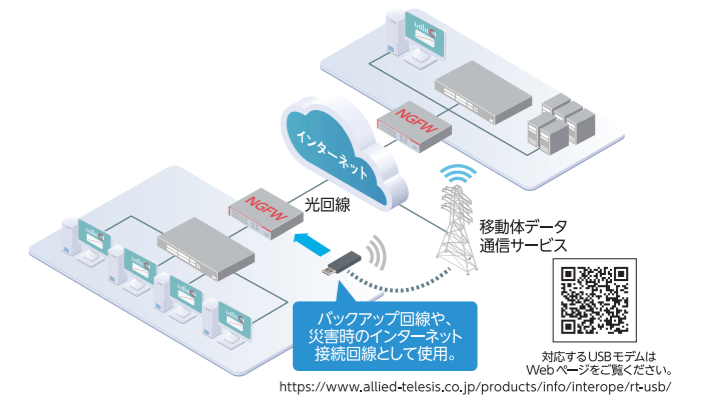 NGFW
インターネット
NGFW
光回線
移動体データ
通信サービス
バックアップ回線や、
災害時のインターネット
接続回線として使用。
対応するUSBモデムは
Webページをご覧ください。
https://www.allied-telesis.co.jp/products/info/interope/rt-usb/